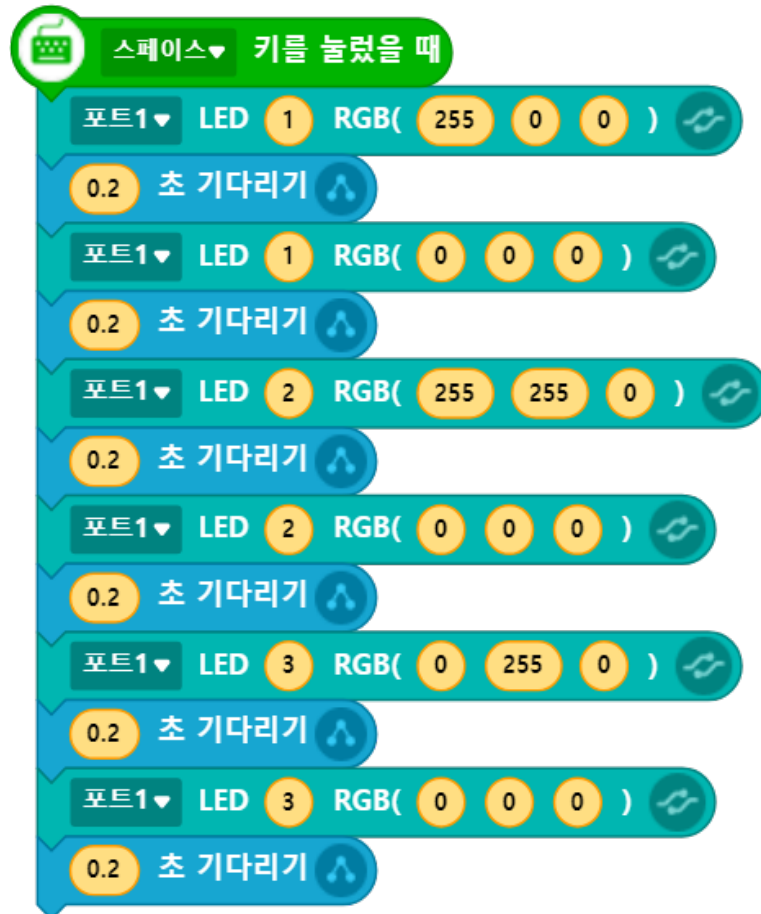 스페이스 키를 눌렀을 때
포트1 LED 1 RGB( 255 0 0 )
0.2 초 기다리기
포트1 LED 1 RGB( 0 0 0 )
0.2 초 기다리기
포트1 LED 2 RGB( 255 255 0 )
0.2 초 기다리기
포트1 LED 2 RGB( 0 0 0 )
0.2 초 기다리기
포트1 LED 3 RGB( 0 255 0 )
0.2 초 기다리기
포트1 LED 3 RGB( 0 0 0 )
0.2 초 기다리기